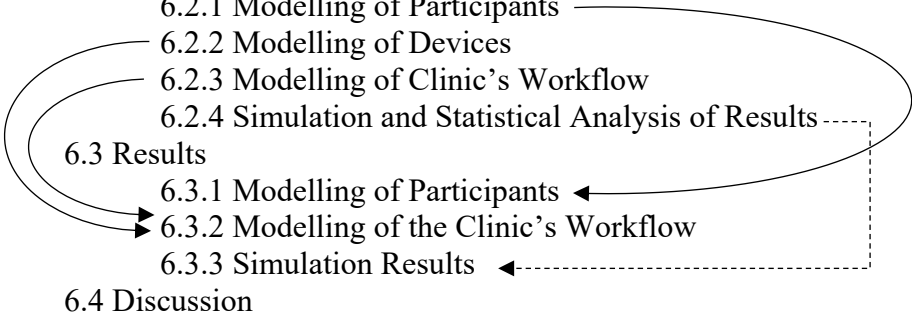 6.2.1 Modelling of Participants
6.2.2 Modelling of Devices
6.2.3 Modelling of Clinic’s Workflow
6.2.4 Simulation and Statistical Analysis of Results
6.3 Results
6.3.1 Modelling of Participants
6.3.2 Modelling of the Clinic’s Workflow
6.3.3 Simulation Results
6.4 Discussion